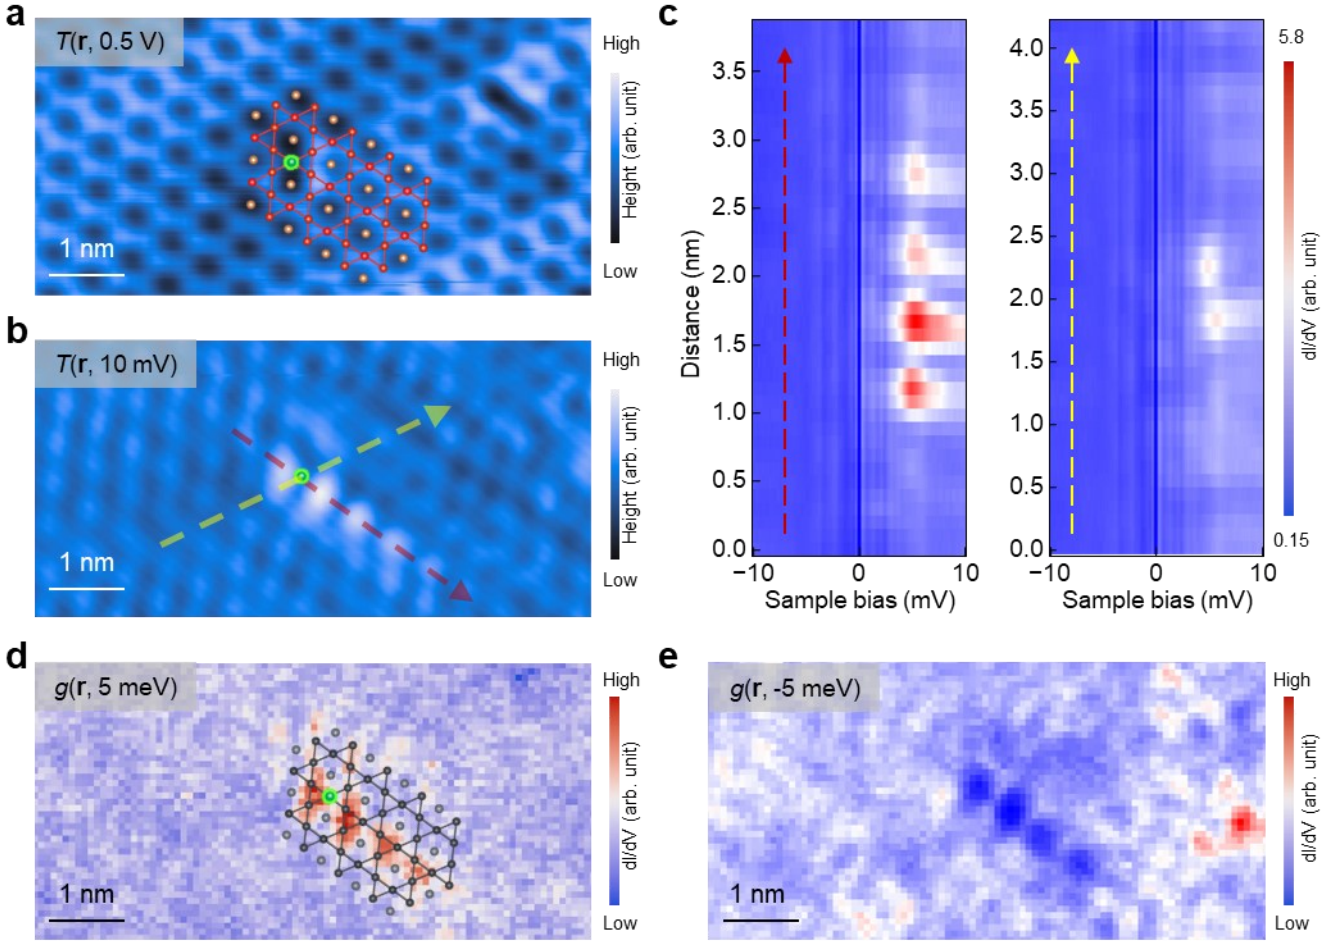 a
T(r, 0.5 V)
1 nm
High
Height (arb. unit)
Low
b
T(r, 10 mV)
1 nm
High
Height (arb. unit)
Low
c
Distance (nm)
3.5
3.0
2.5
2.0
1.5
1.0
0.5
0.0
−10 0 10
Sample bias (mV)
4.0
3.5
3.0
2.5
2.0
1.5
1.0
0.5
0.0
−10 0 10
Sample bias (mV)
5.8
dI/dV (arb. unit)
0.15
d
g(r, 5 meV)
1 nm
High
dI/dV (arb. unit)
Low
e
g(r, -5 meV)
1 nm
High
dI/dV (arb. unit)
Low